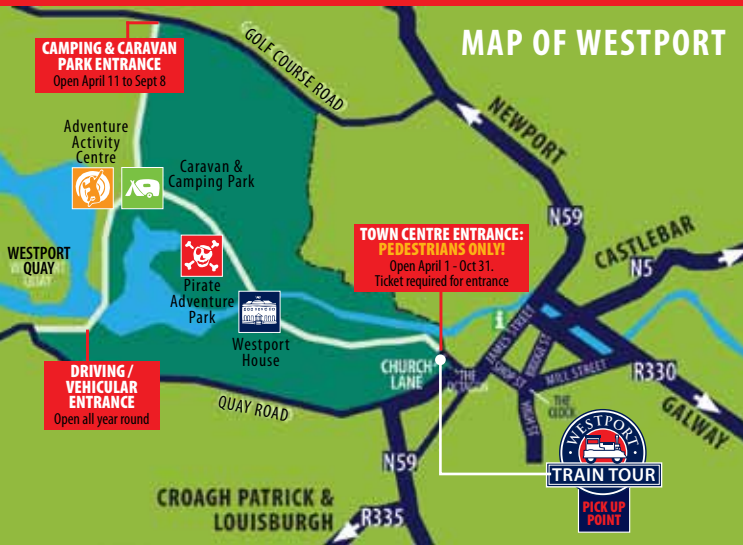 MAP OF WESTPORT
CAMPING & CARAVAN
PARK ENTRANCE
Open April 11 to Sept 8
GOLF COURSE ROAD
NEWPORT
Adventure
Activity
Centre
Caravan &
Camping Park
N59
CASTLEBAR
N5
TOWN CENTRE ENTRANCE:
PEDESTRIANS ONLY!
Open April 1 - Oct 31.
Ticket required for entrance
WESTPORT
QUAY
Pirate
Adventure
Park
i
Westport
House
JAMES STREET
BRIDGE ST
SHOP ST
MILL STREET
R330
GALWAY
CHURCH
LANE
THE
OCTAGON
THE
CLOCK
HIGH ST
DRIVING /
VEHICULAR
ENTRANCE
Open all year round
QUAY ROAD
N59
WESTPORT
TRAIN TOUR
PICK UP
POINT
CROAGH PATRICK &
LOUISBURGH
R335